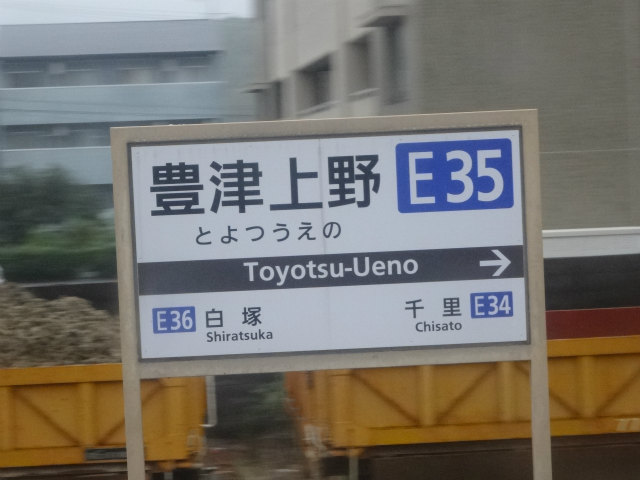 豊津上野 E35
とよつうえの
Toyotsu-Ueno →
E36 白塚 千里 E34
Shiratsuka Chisato